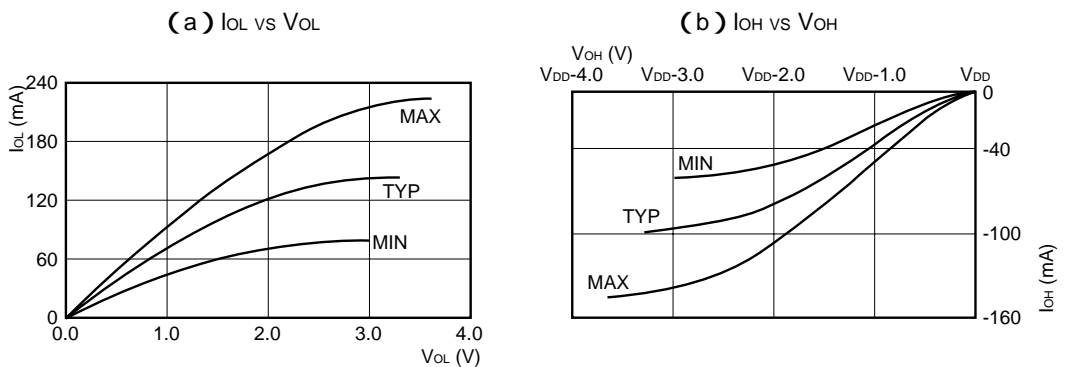 (a) IOL VS VOL
240
180
120
60
0
IOL (mA)
MAX
TYP
MIN
0.0 1.0 2.0 3.0 4.0
VOL (V)
(b) IOH VS VOH
VOH (V)
VDD-4.0 VDD-3.0 VDD-2.0 VDD-1.0 VDD
0
-40
-100
-160
MIN
TYP
MAX
IOH (mA)